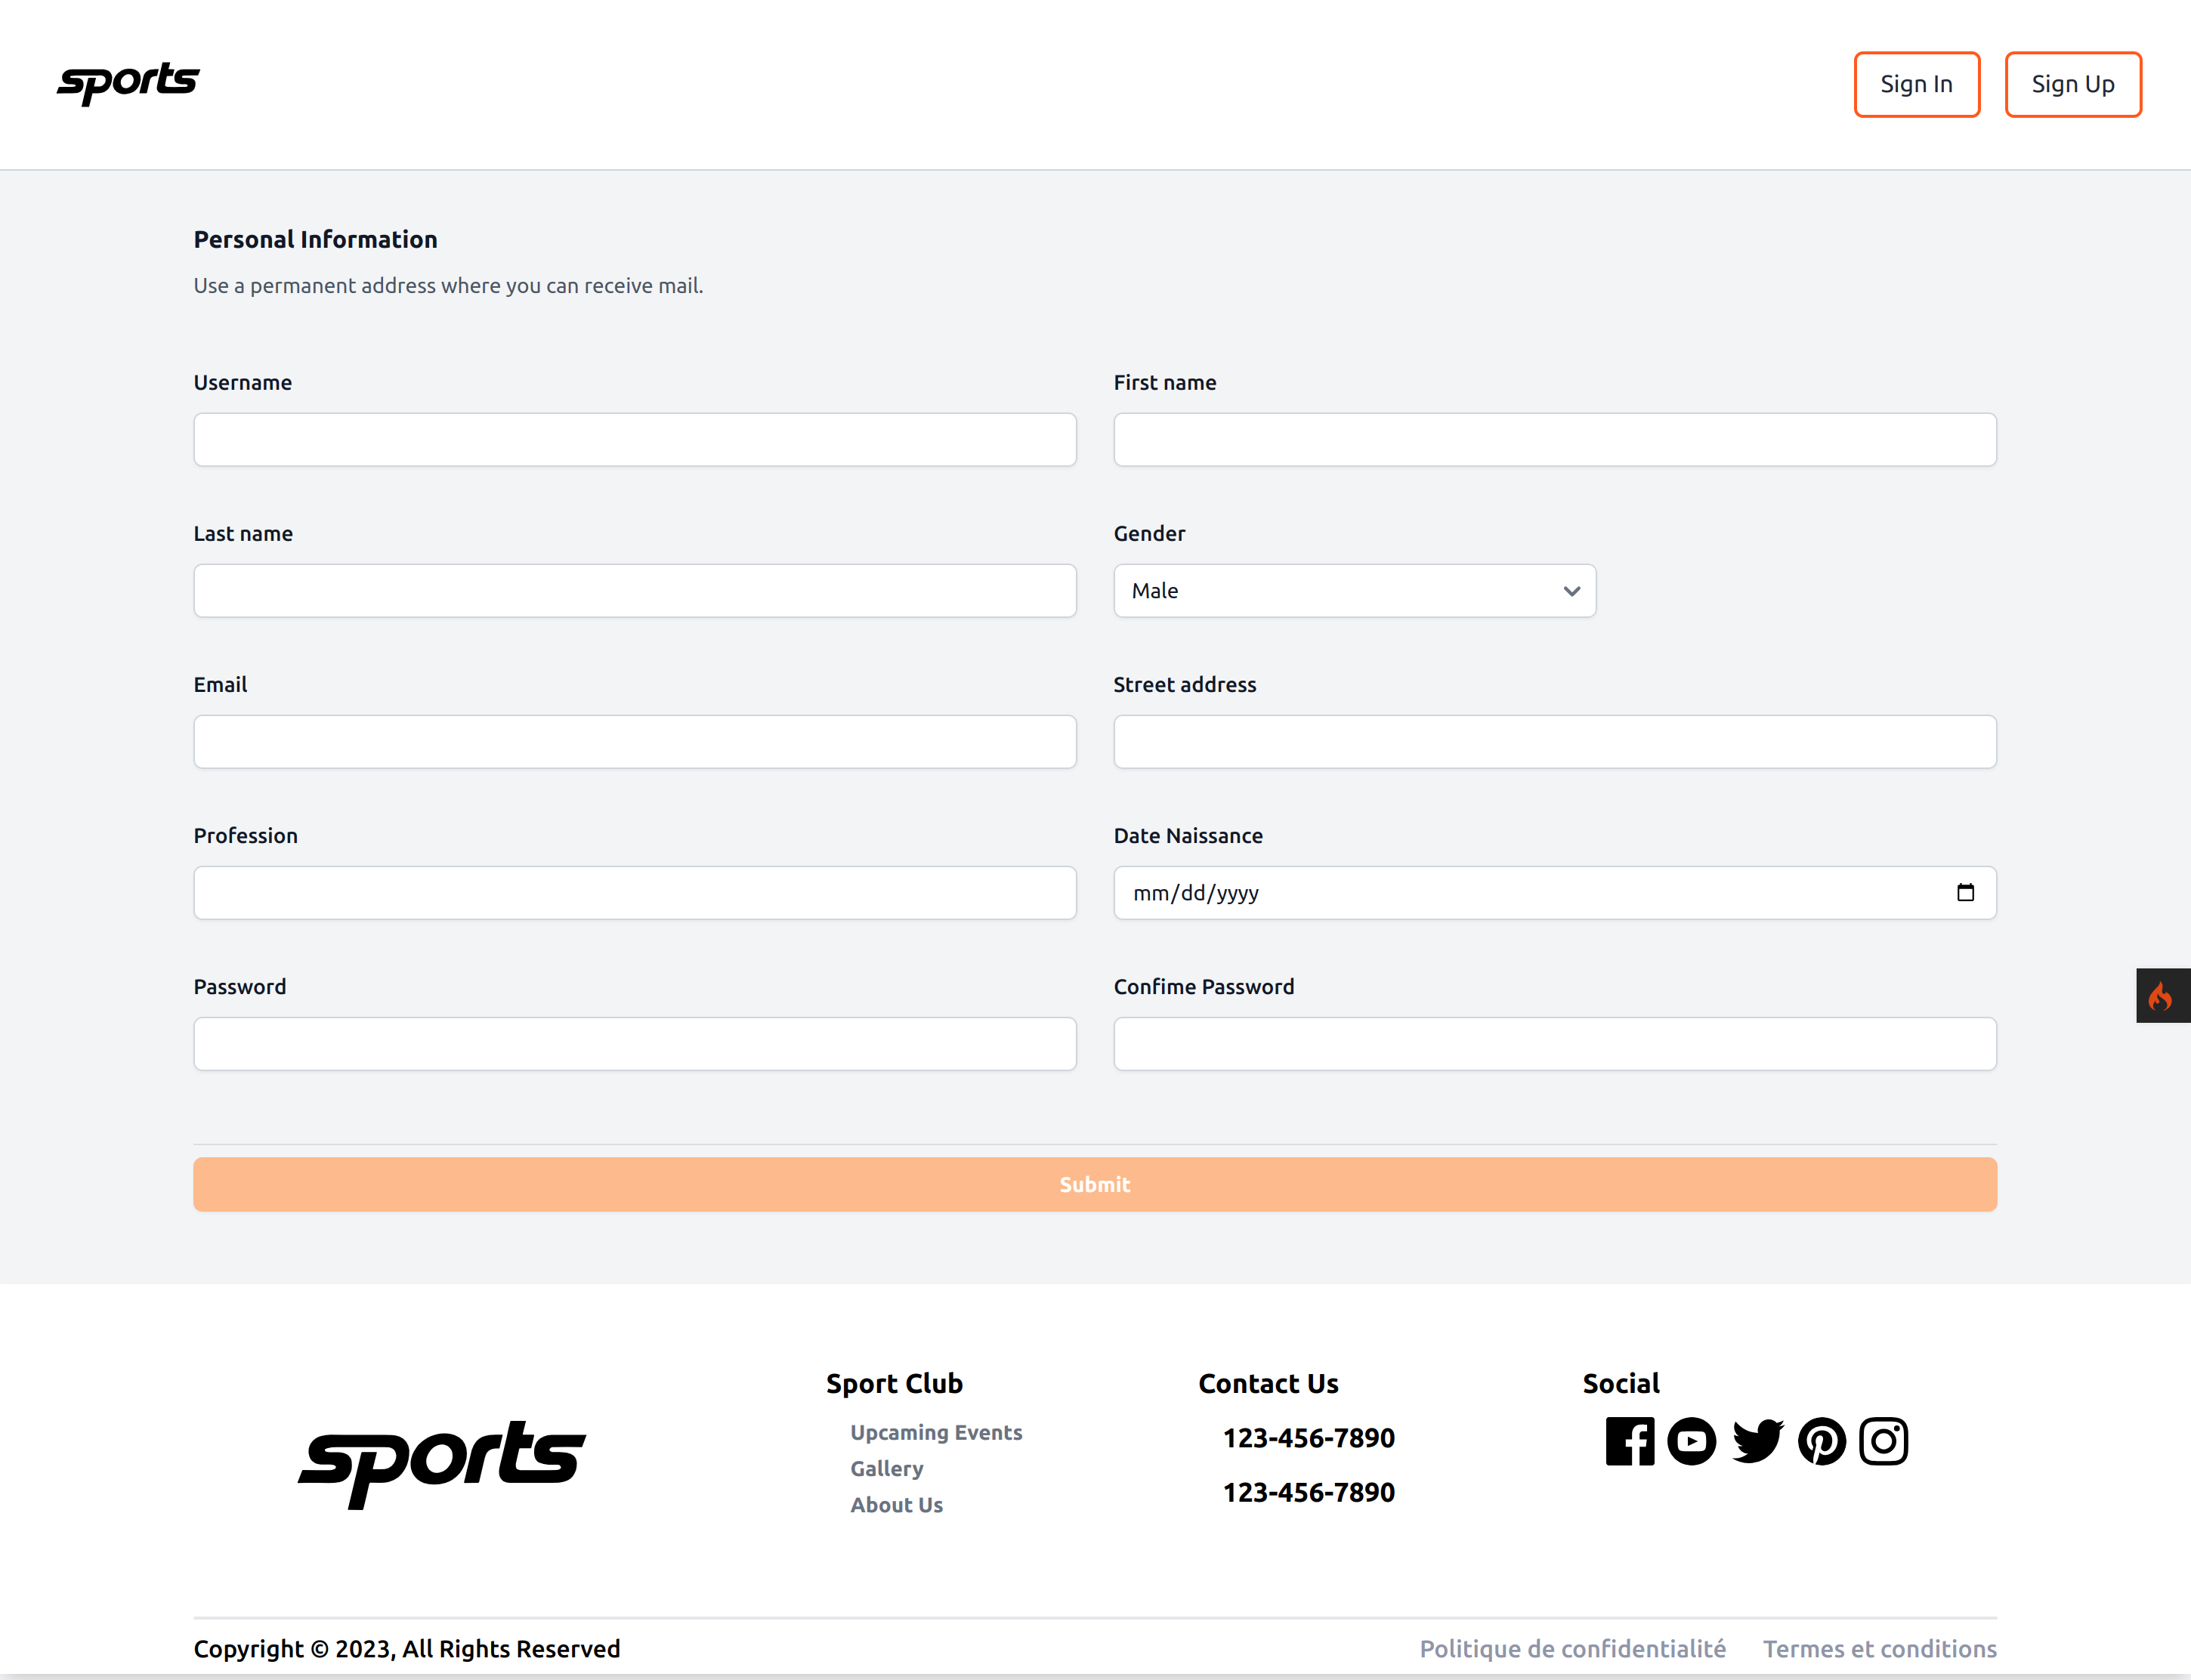 sports
Sign In
Sign Up
Personal Information
Use a permanent address where you can receive mail.
Username
First name
Last name
Gender
Male
Email
Street address
Profession
Date Naissance
mm/dd/yyyy
Password
Confime Password
Submit
sports
Sport Club
Upcaming Events
Gallery
About Us
Contact Us
123-456-7890
123-456-7890
Social
Copyright © 2023, All Rights Reserved
Politique de confidentialité
Termes et conditions